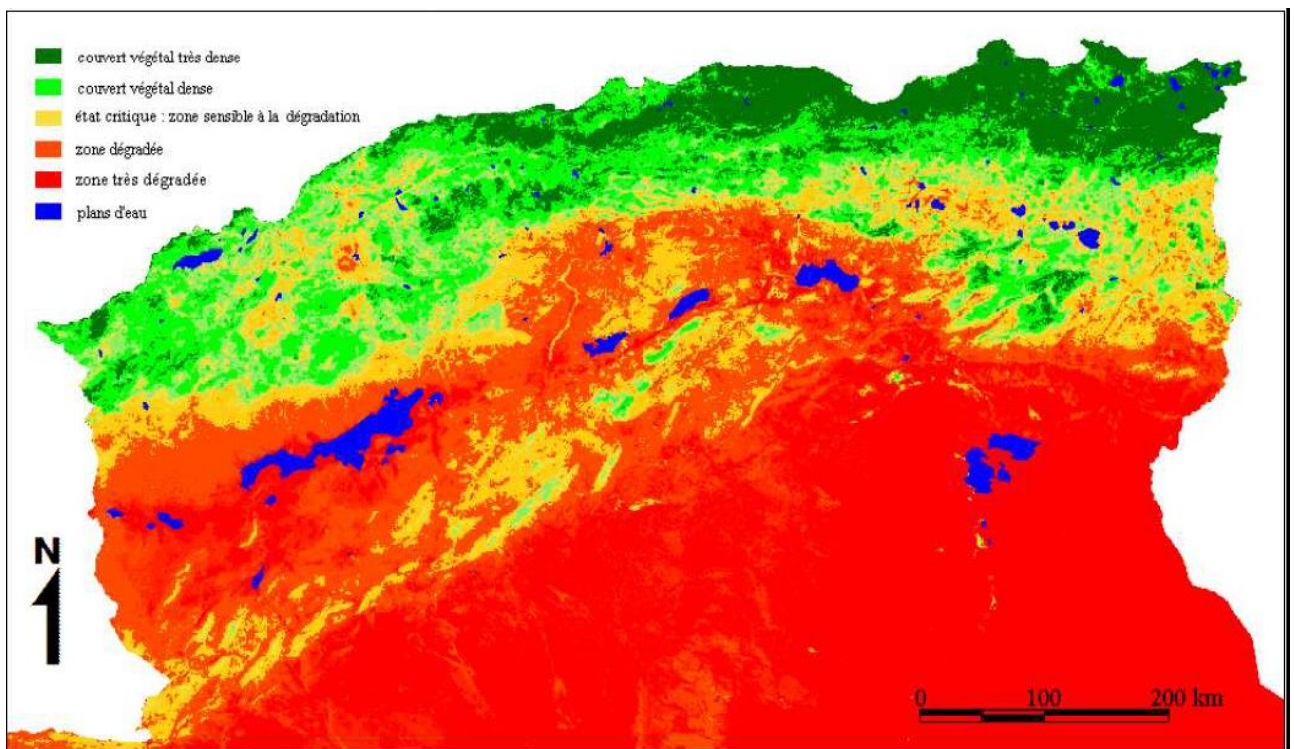 couvert végétal très dense
couvert végétal dense
état critique : zone sensible à la dégradation
zone dégradée
zone très dégradée
plans d'eau
N
0 100 200 km